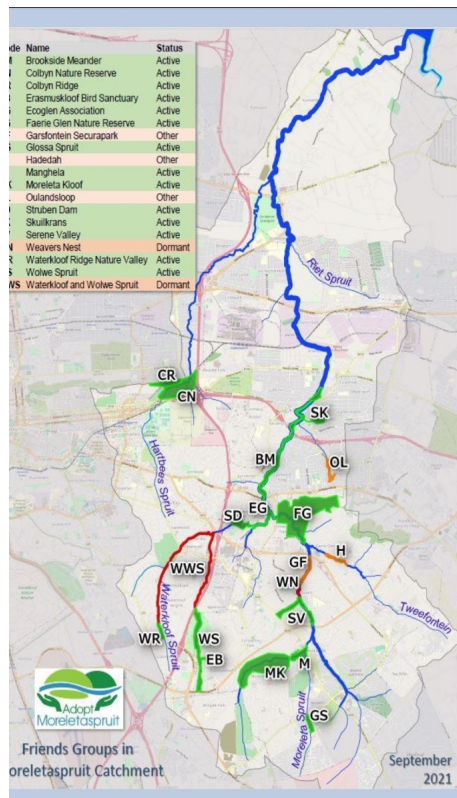 ode Name Status
M Brookside Meander Active
N Colbyn Nature Reserve Active
R Colbyn Ridge Active
B Erasmuskloof Bird Sanctuary Active
G Ecoglen Association Active
G Faerie Glen Nature Reserve Active
F Garsfontein Securapark Other
S Glossa Spruit Active
Hadedah Other
Manghela Active
K Moreleta Kloof Active
L Oulandsloop Other
D Struben Dam Active
K Skuilkrans Active
V Serene Valley Active
N Weavers Nest Dormant
R Waterkloof Ridge Nature Valley Active
S Wolwe Spruit Active
WS Waterkloof and Wolwe Spruit Dormant
Riet Spruit
CR
CN
SK
Hartbees Spruit
BM
OL
EG
SD
FG
H
GF
WWS
WN
Tweefontein
SV
Waterkloof Spruit
WR
WS
EB
M
MK
Moreleta Spruit
GS
Adopt
Moreletaspruit
Friends Groups in
oreletaspruit Catchment
September
2021